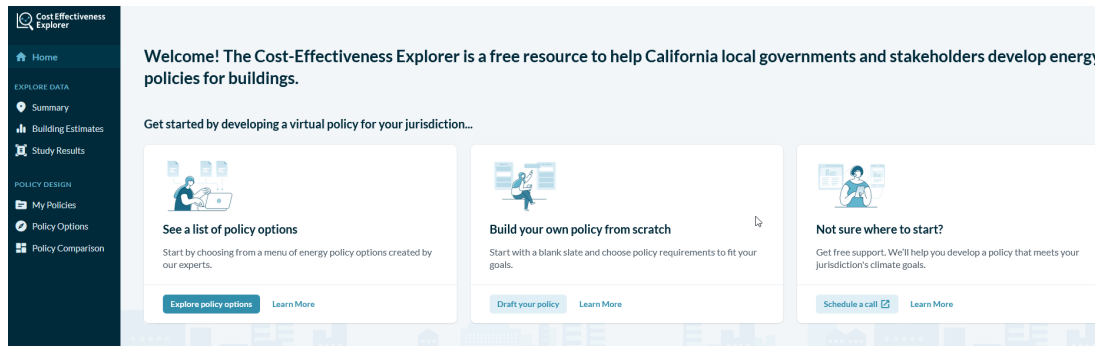 Cost Effectiveness
Explorer
Home
EXPLORE DATA
Summary
Building Estimates
Study Results
POLICY DESIGN
My Policies
Policy Options
Policy Comparison
Welcome! The Cost-Effectiveness Explorer is a free resource to help California local governments and stakeholders develop energy
policies for buildings.
Get started by developing a virtual policy for your jurisdiction...
See a list of policy options
Start by choosing from a menu of energy policy options created by
our experts.
Explore policy options Learn More
Build your own policy from scratch
Start with a blank slate and choose policy requirements to fit your
goals.
Draft your policy Learn More
Not sure where to start?
Get free support. We'll help you develop a policy that meets your
jurisdiction's climate goals.
Schedule a call Learn More